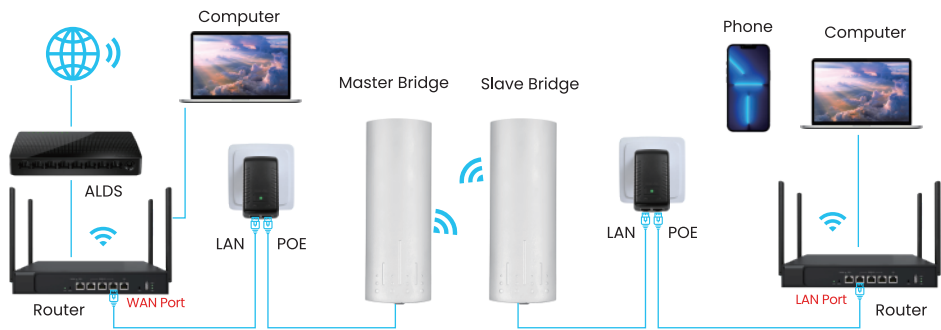 Computer
Phone
Computer
Master Bridge
Slave Bridge
ALDS
LAN
POE
LAN
POE
WAN Port
Router
LAN Port
Router